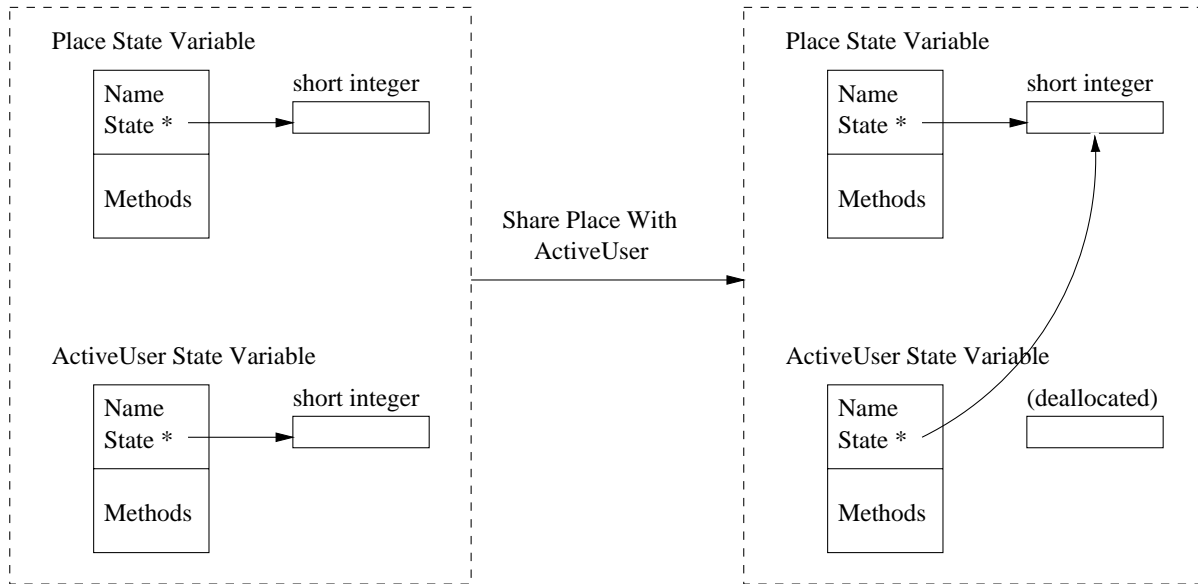 Place State Variable
Name
State *
Methods
short integer
ActiveUser State Variable
Name
State *
Methods
short integer
Share Place With
ActiveUser
Place State Variable
Name
State *
Methods
short integer
ActiveUser State Variable
Name
State *
Methods
(deallocated)